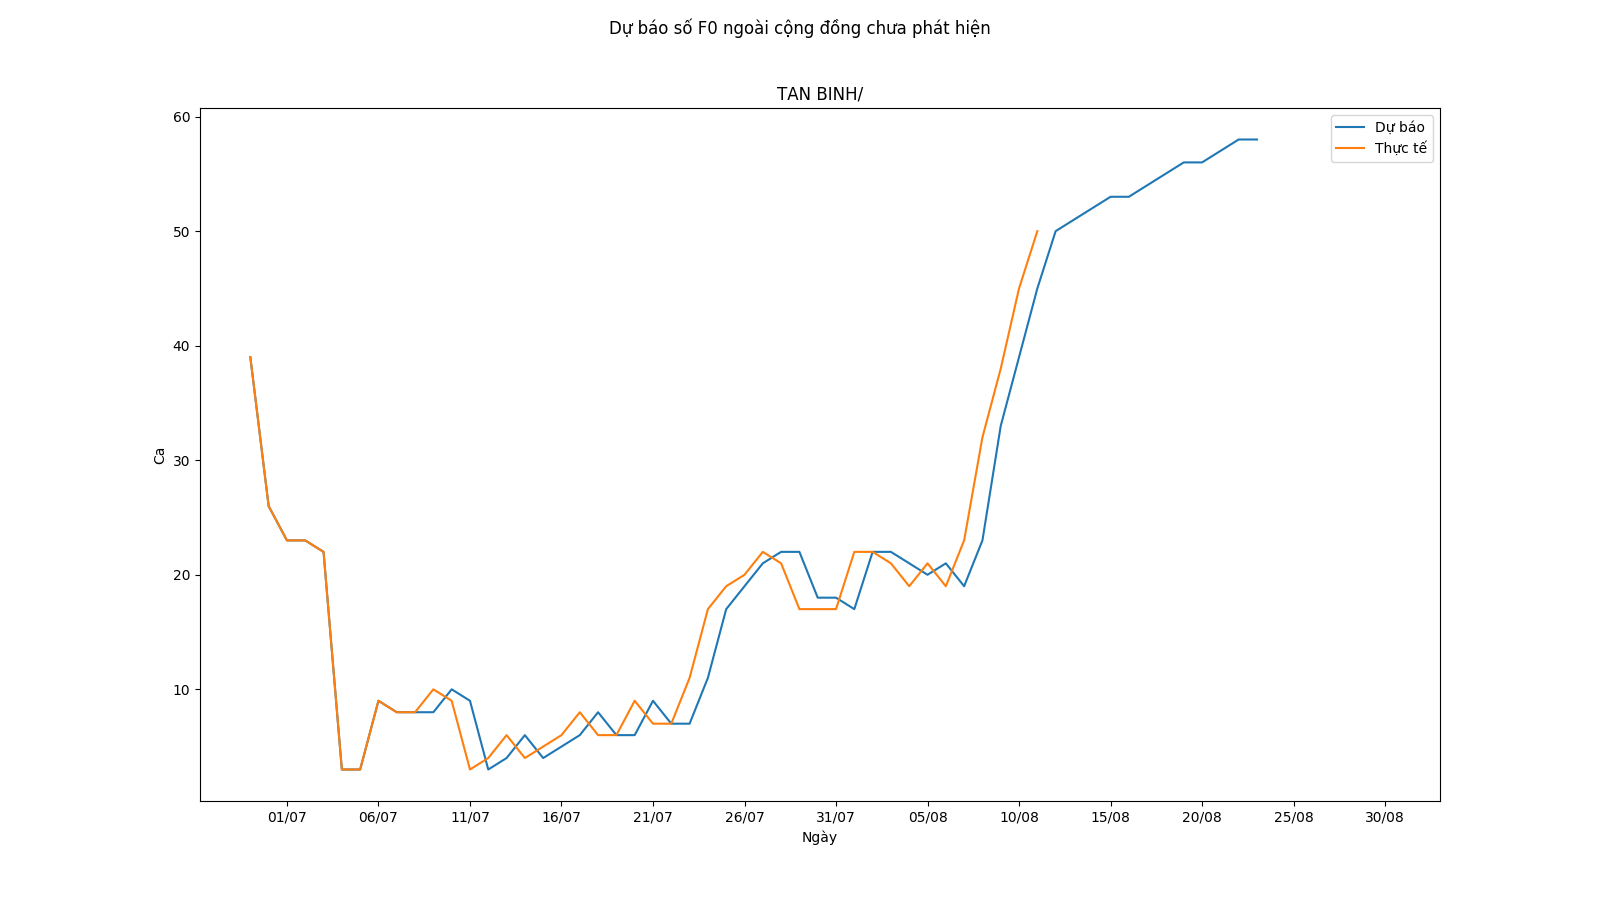 Dự báo số F0 ngoài cộng đồng chưa phát hiện
TAN BINH/
Dự báo
Thực tế
60
50
40
30
20
10
Ca
01/07 06/07 11/07 16/07 21/07 26/07 31/07 05/08 10/08 15/08 20/08 25/08 30/08
Ngày